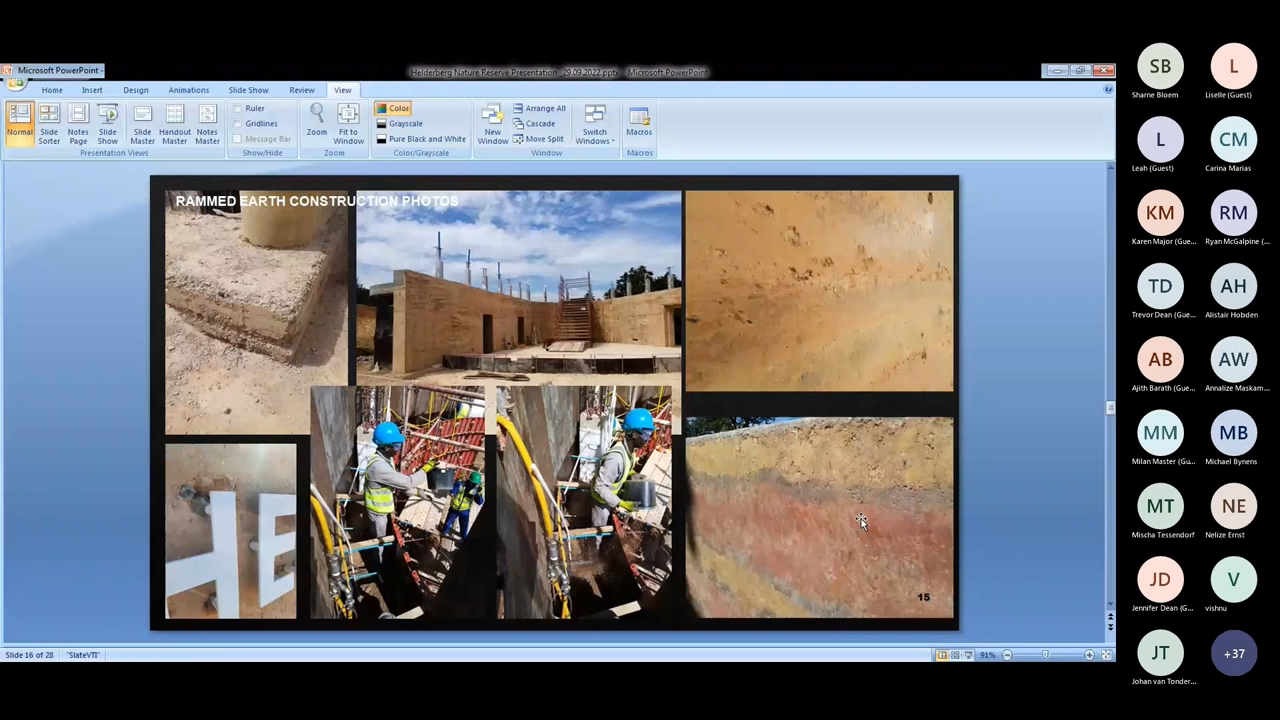 Microsoft PowerPoint -
Helderberg Nature Reserve Presentation _29.09.2022.ppt - Microsoft PowerPoint
Home Insert Design Animations Slide Show Review View
Normal
Slide Sorter
Notes Page
Slide Show
Slide Master
Handout Master
Notes Master
Presentation Views
Ruler
Gridlines
Message Bar
Show/Hide
Zoom
Fit to Window
Zoom
Color
Grayscale
Pure Black and White
Color/Grayscale
New Window
Arrange All
Cascade
Move Split
Switch Windows
Window
Macros
Macros
RAMMED EARTH CONSTRUCTION PHOTOS
HE
15
Slide 16 of 28 "SlateVTI" 91%
SB L
Sharne Bloem Liselle (Guest)
L CM
Leah (Guest) Carina Marias
KM RM
Karen Major (Gue... Ryan McGalpine (...
TD AH
Trevor Dean (Gue... Alistair Hobden
AB AW
Ajith Barath (Gue... Annalize Maskam...
MM MB
Milan Master (Gu... Michael Bynens
MT NE
Mischa Tessendorf Nelize Ernst
JD V
Jennifer Dean (G... vishnu
JT +37
Johan van Tonder...